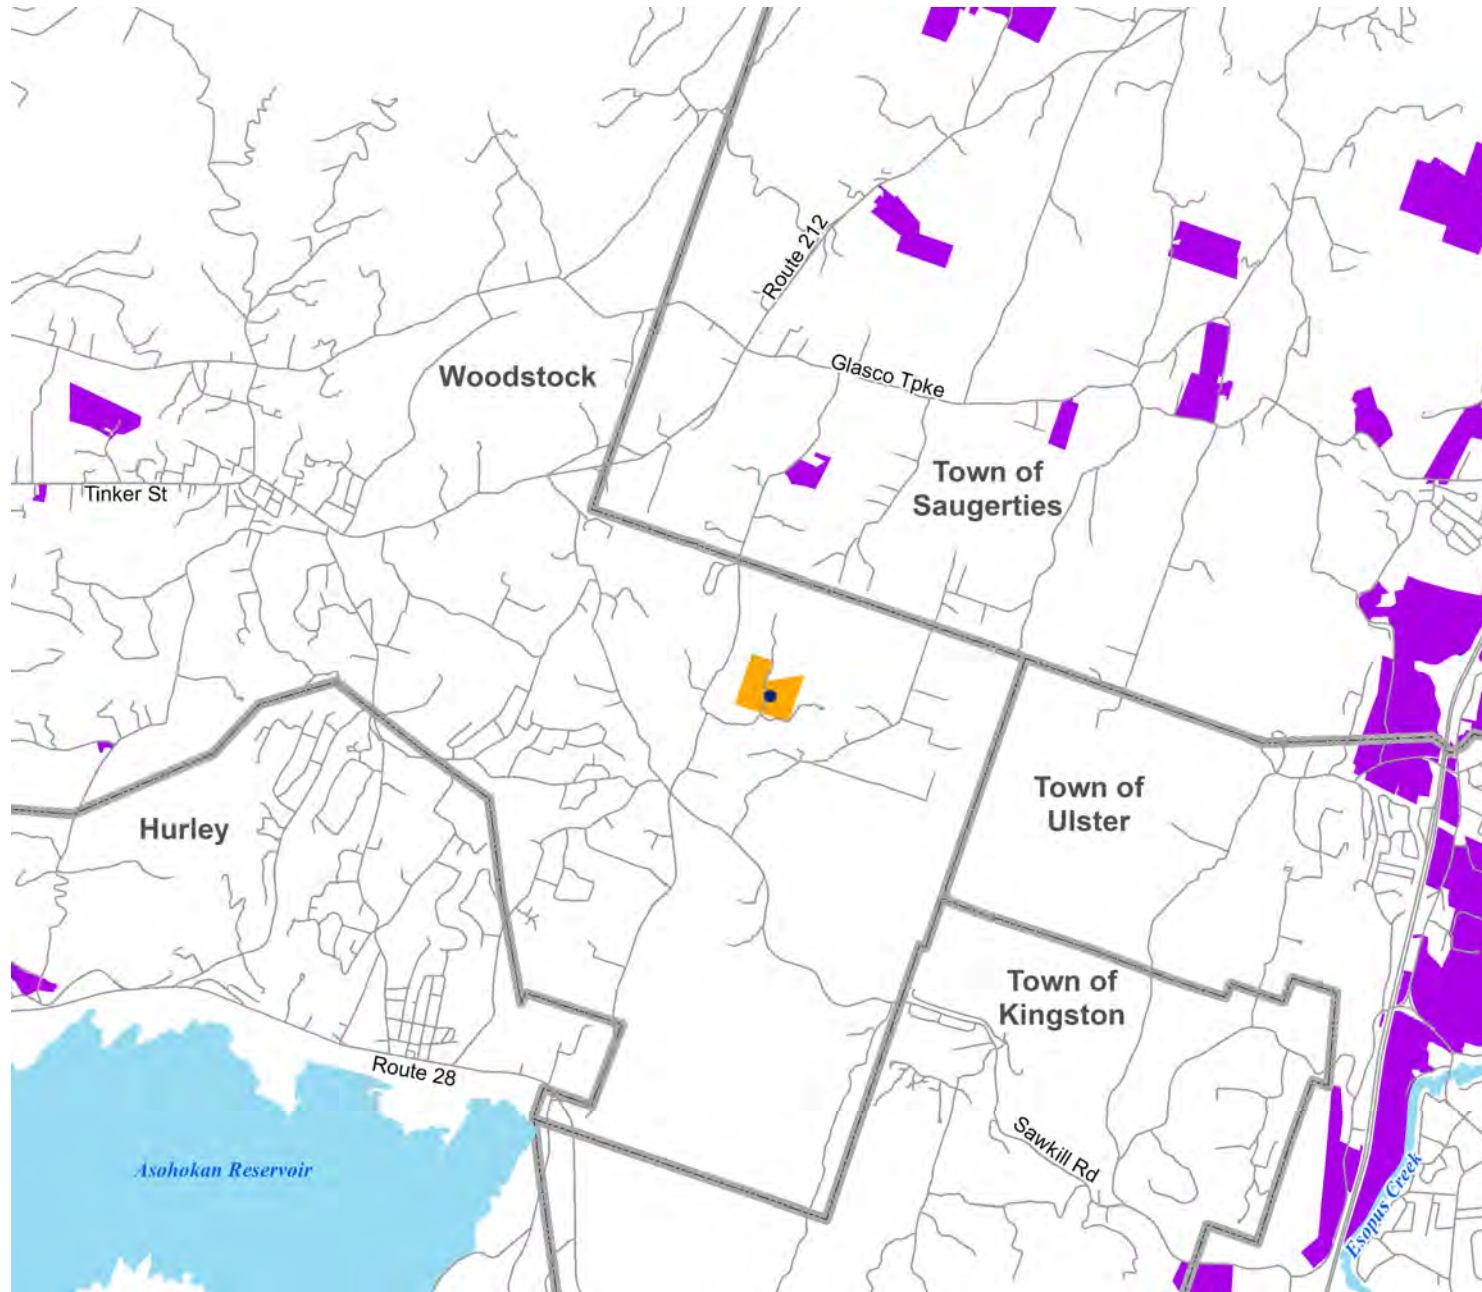 Route 212
Woodstock
Glasco Tpke
Town of
Saugerties
Tinker St
Town of
Ulster
Hurley
Town of
Kingston
Route 28
Sawkill Rd
Asohokan Reservoir
Esopus Creek